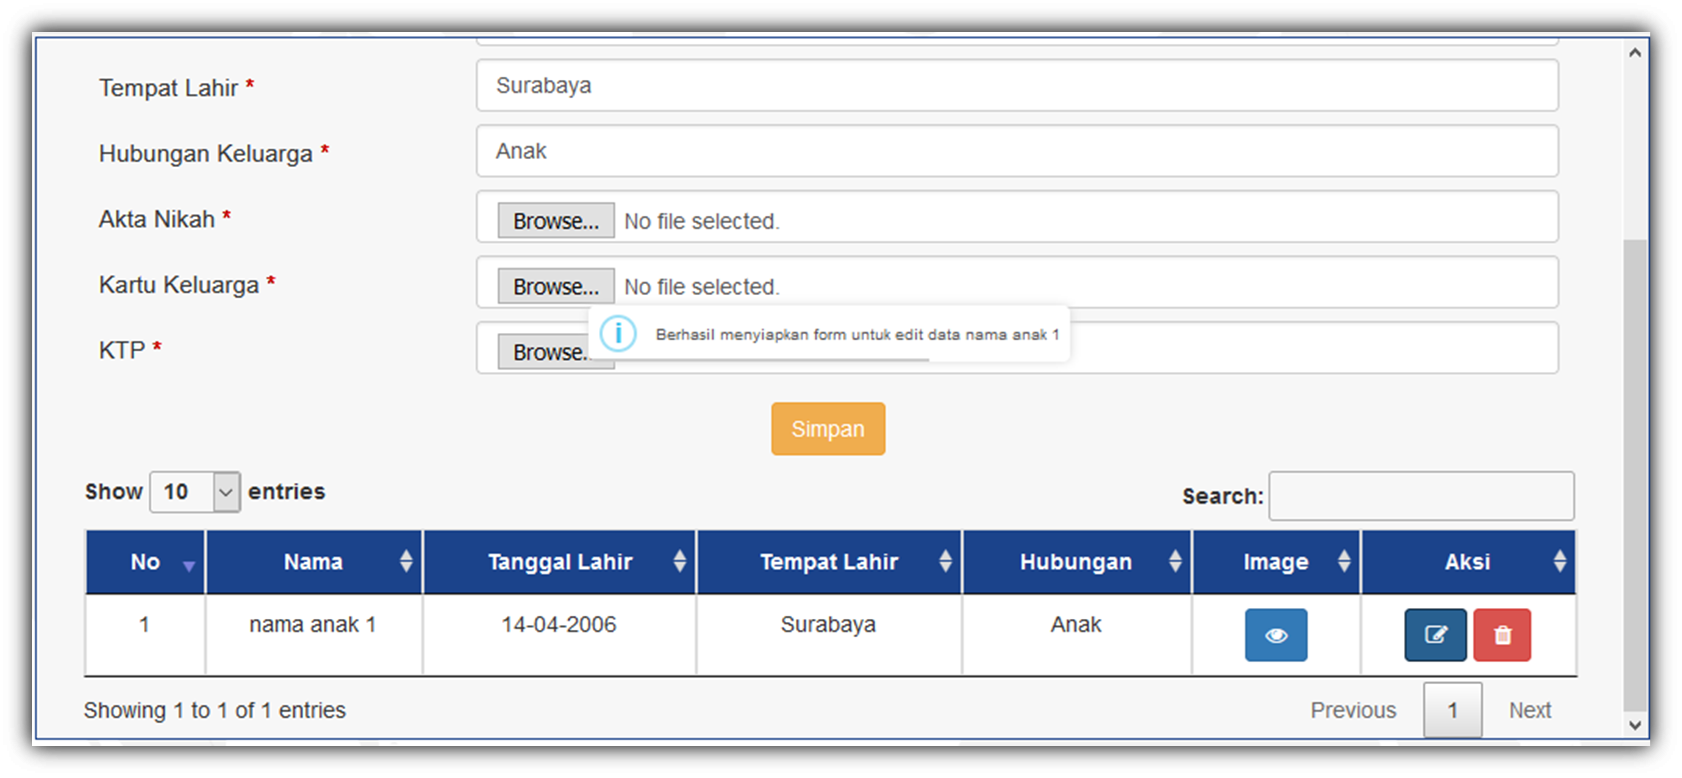 Tempat Lahir * Surabaya
Hubungan Keluarga * Anak
Akta Nikah * Browse... No file selected.
Kartu Keluarga * Browse... No file selected.
Berhasil menyiapkan form untuk edit data nama anak 1
KTP * Browse..
Simpan
Show 10 entries Search:
No Nama Tanggal Lahir Tempat Lahir Hubungan Image Aksi
1 nama anak 1 14-04-2006 Surabaya Anak
Showing 1 to 1 of 1 entries Previous 1 Next